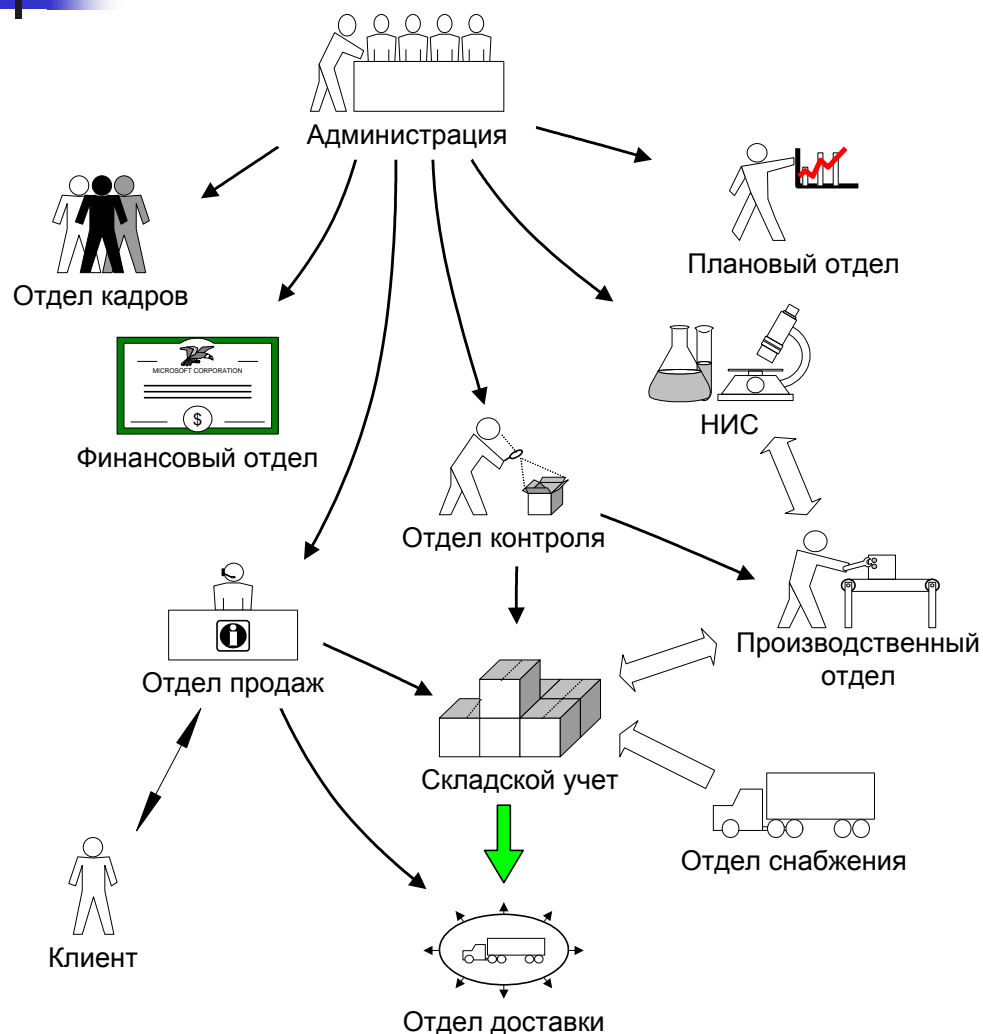 Администрация
Плановый отдел
Отдел кадров
MICROSOFT CORPORATION
$
НИС
Финансовый отдел
Отдел контроля
i
Производственный
отдел
Отдел продаж
Складской учет
Отдел снабжения
Клиент
Отдел доставки